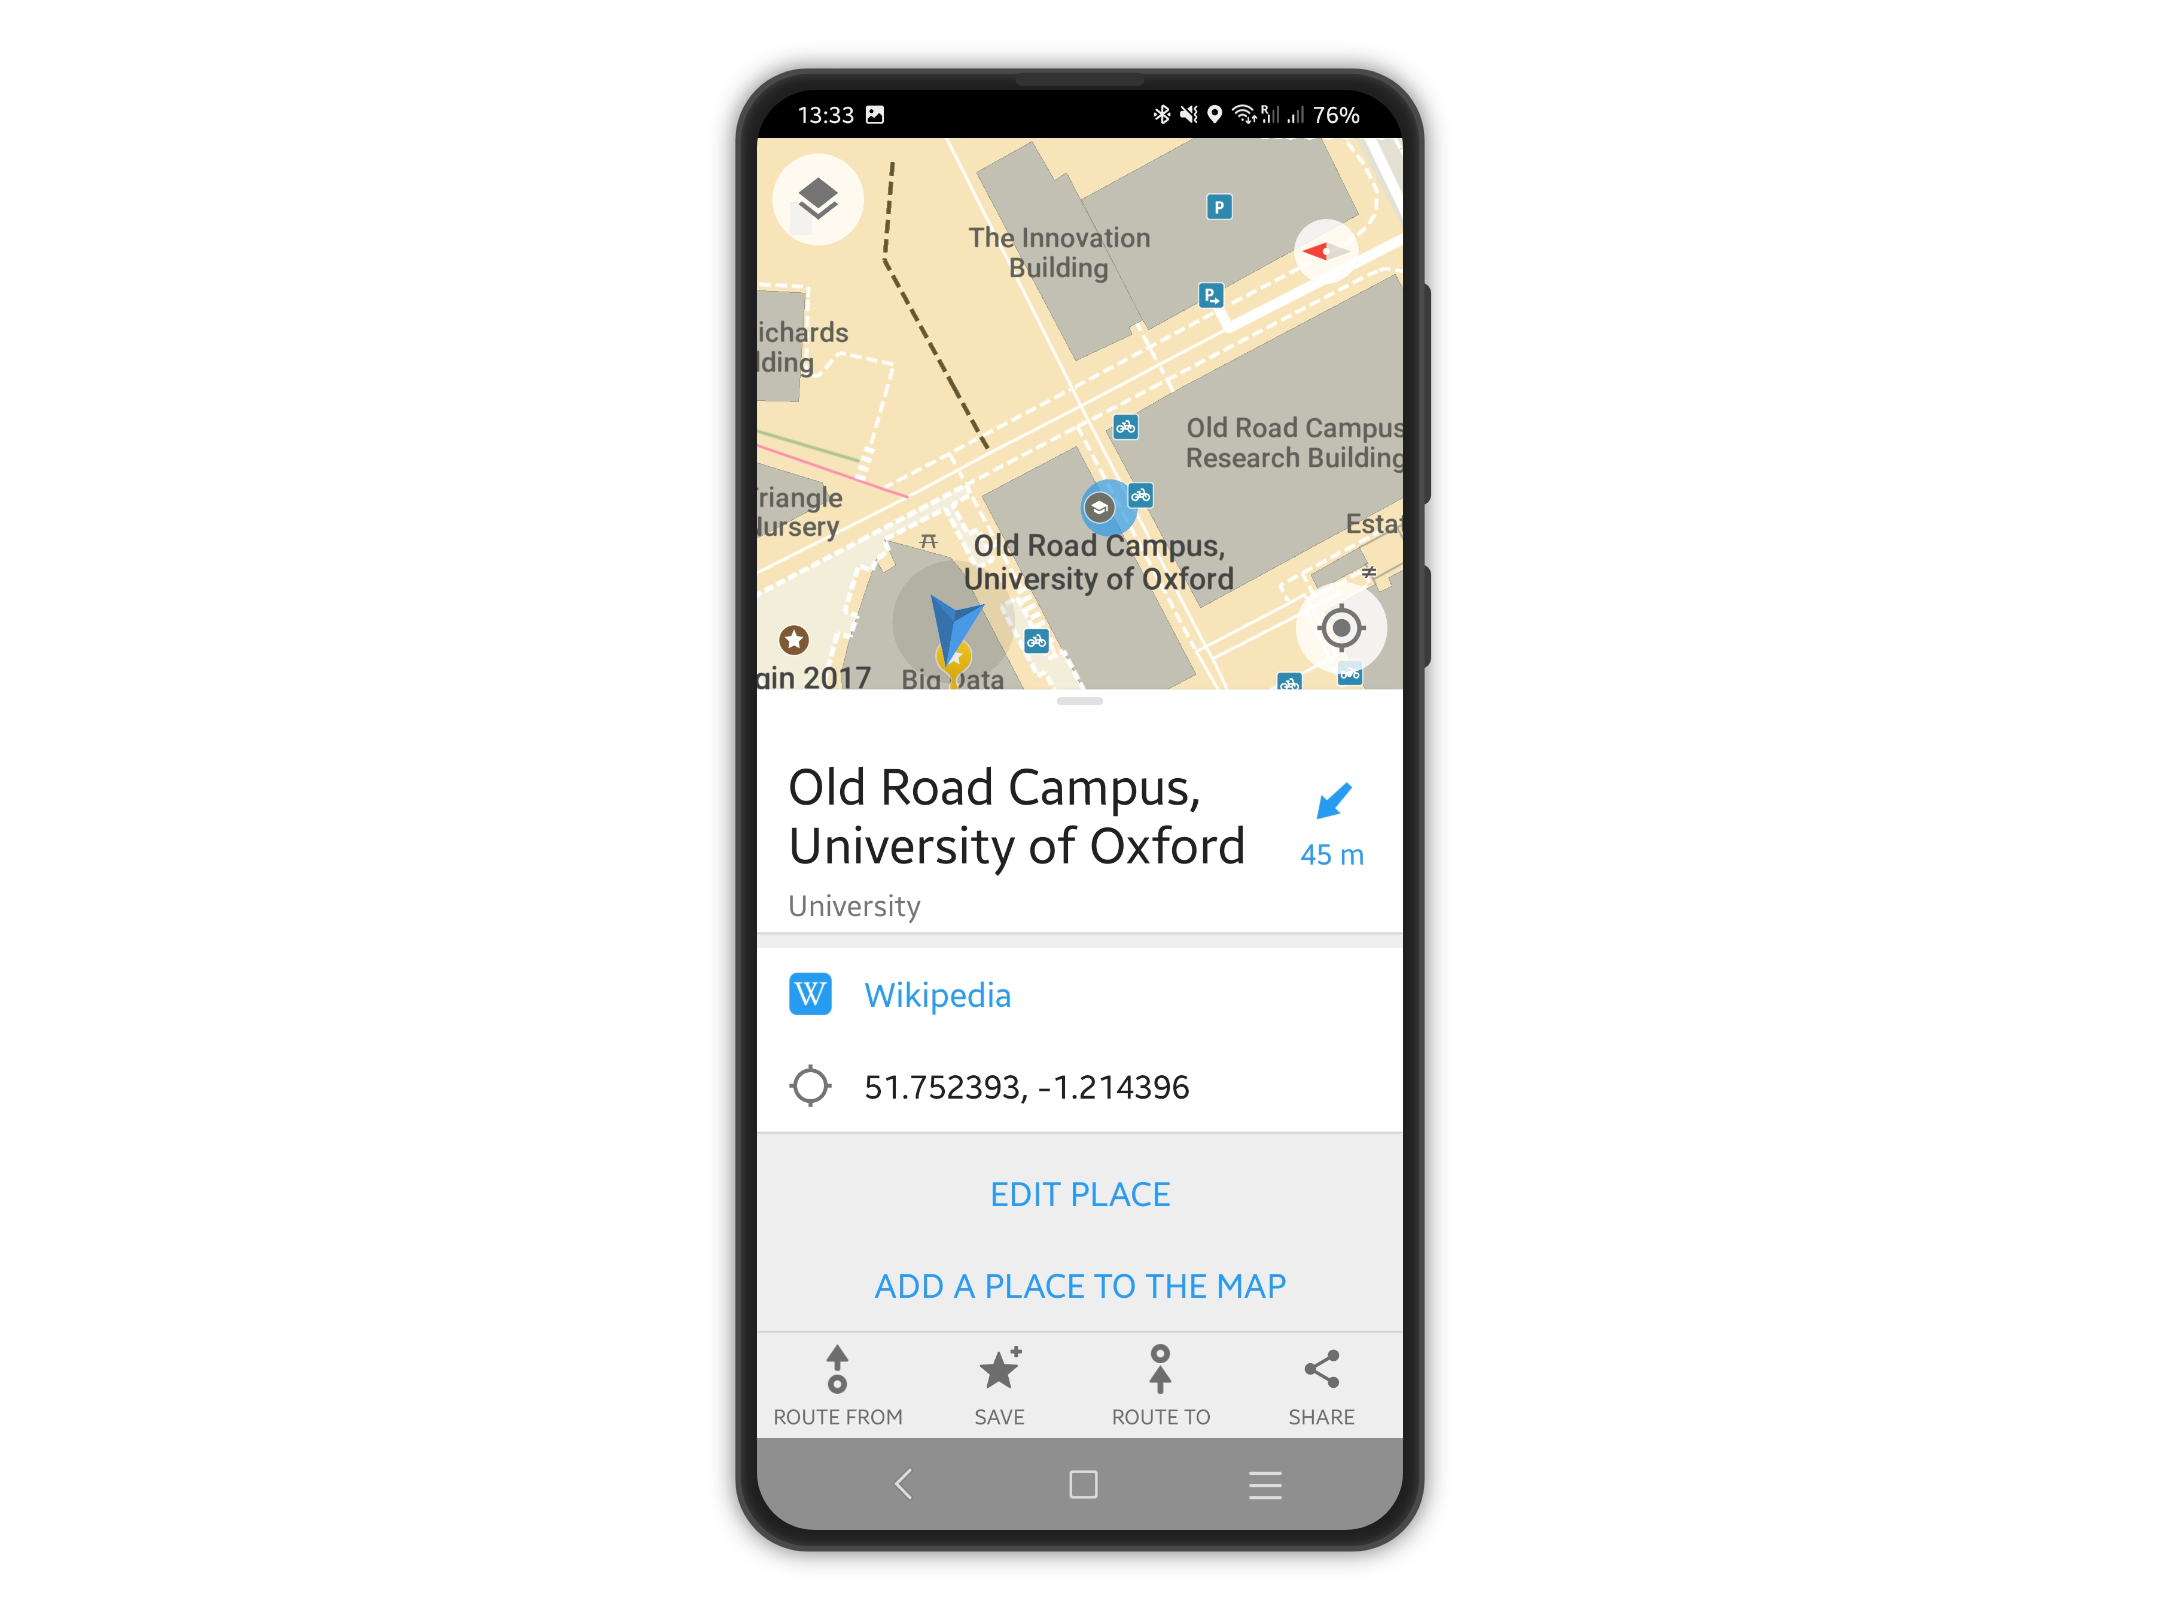 13:33
R
76%
P
The Innovation
Building
P
ichards
lding
Old Road Campus
Research Building
riangle
Nursery
Estat
Old Road Campus,
University of Oxford
gin 2017
Big Data
Old Road Campus,
University of Oxford
45 m
University
W Wikipedia
51.752393, -1.214396
EDIT PLACE
ADD A PLACE TO THE MAP
ROUTE FROM SAVE ROUTE TO SHARE